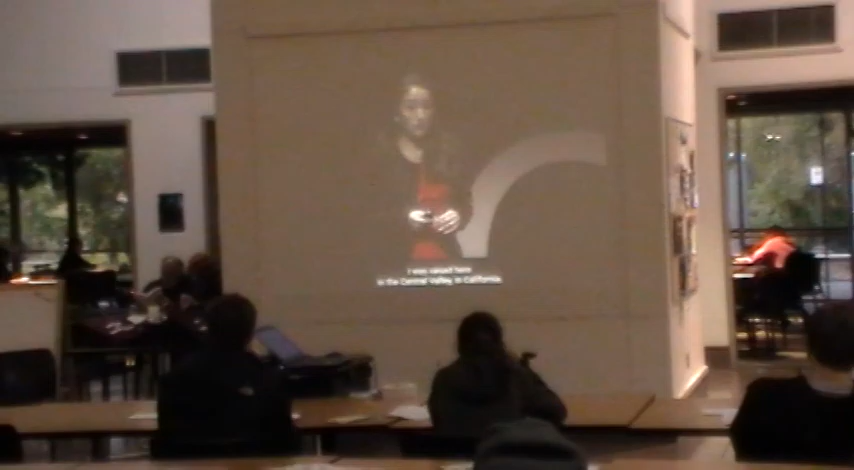 I was raised here
in the Central Valley, in California